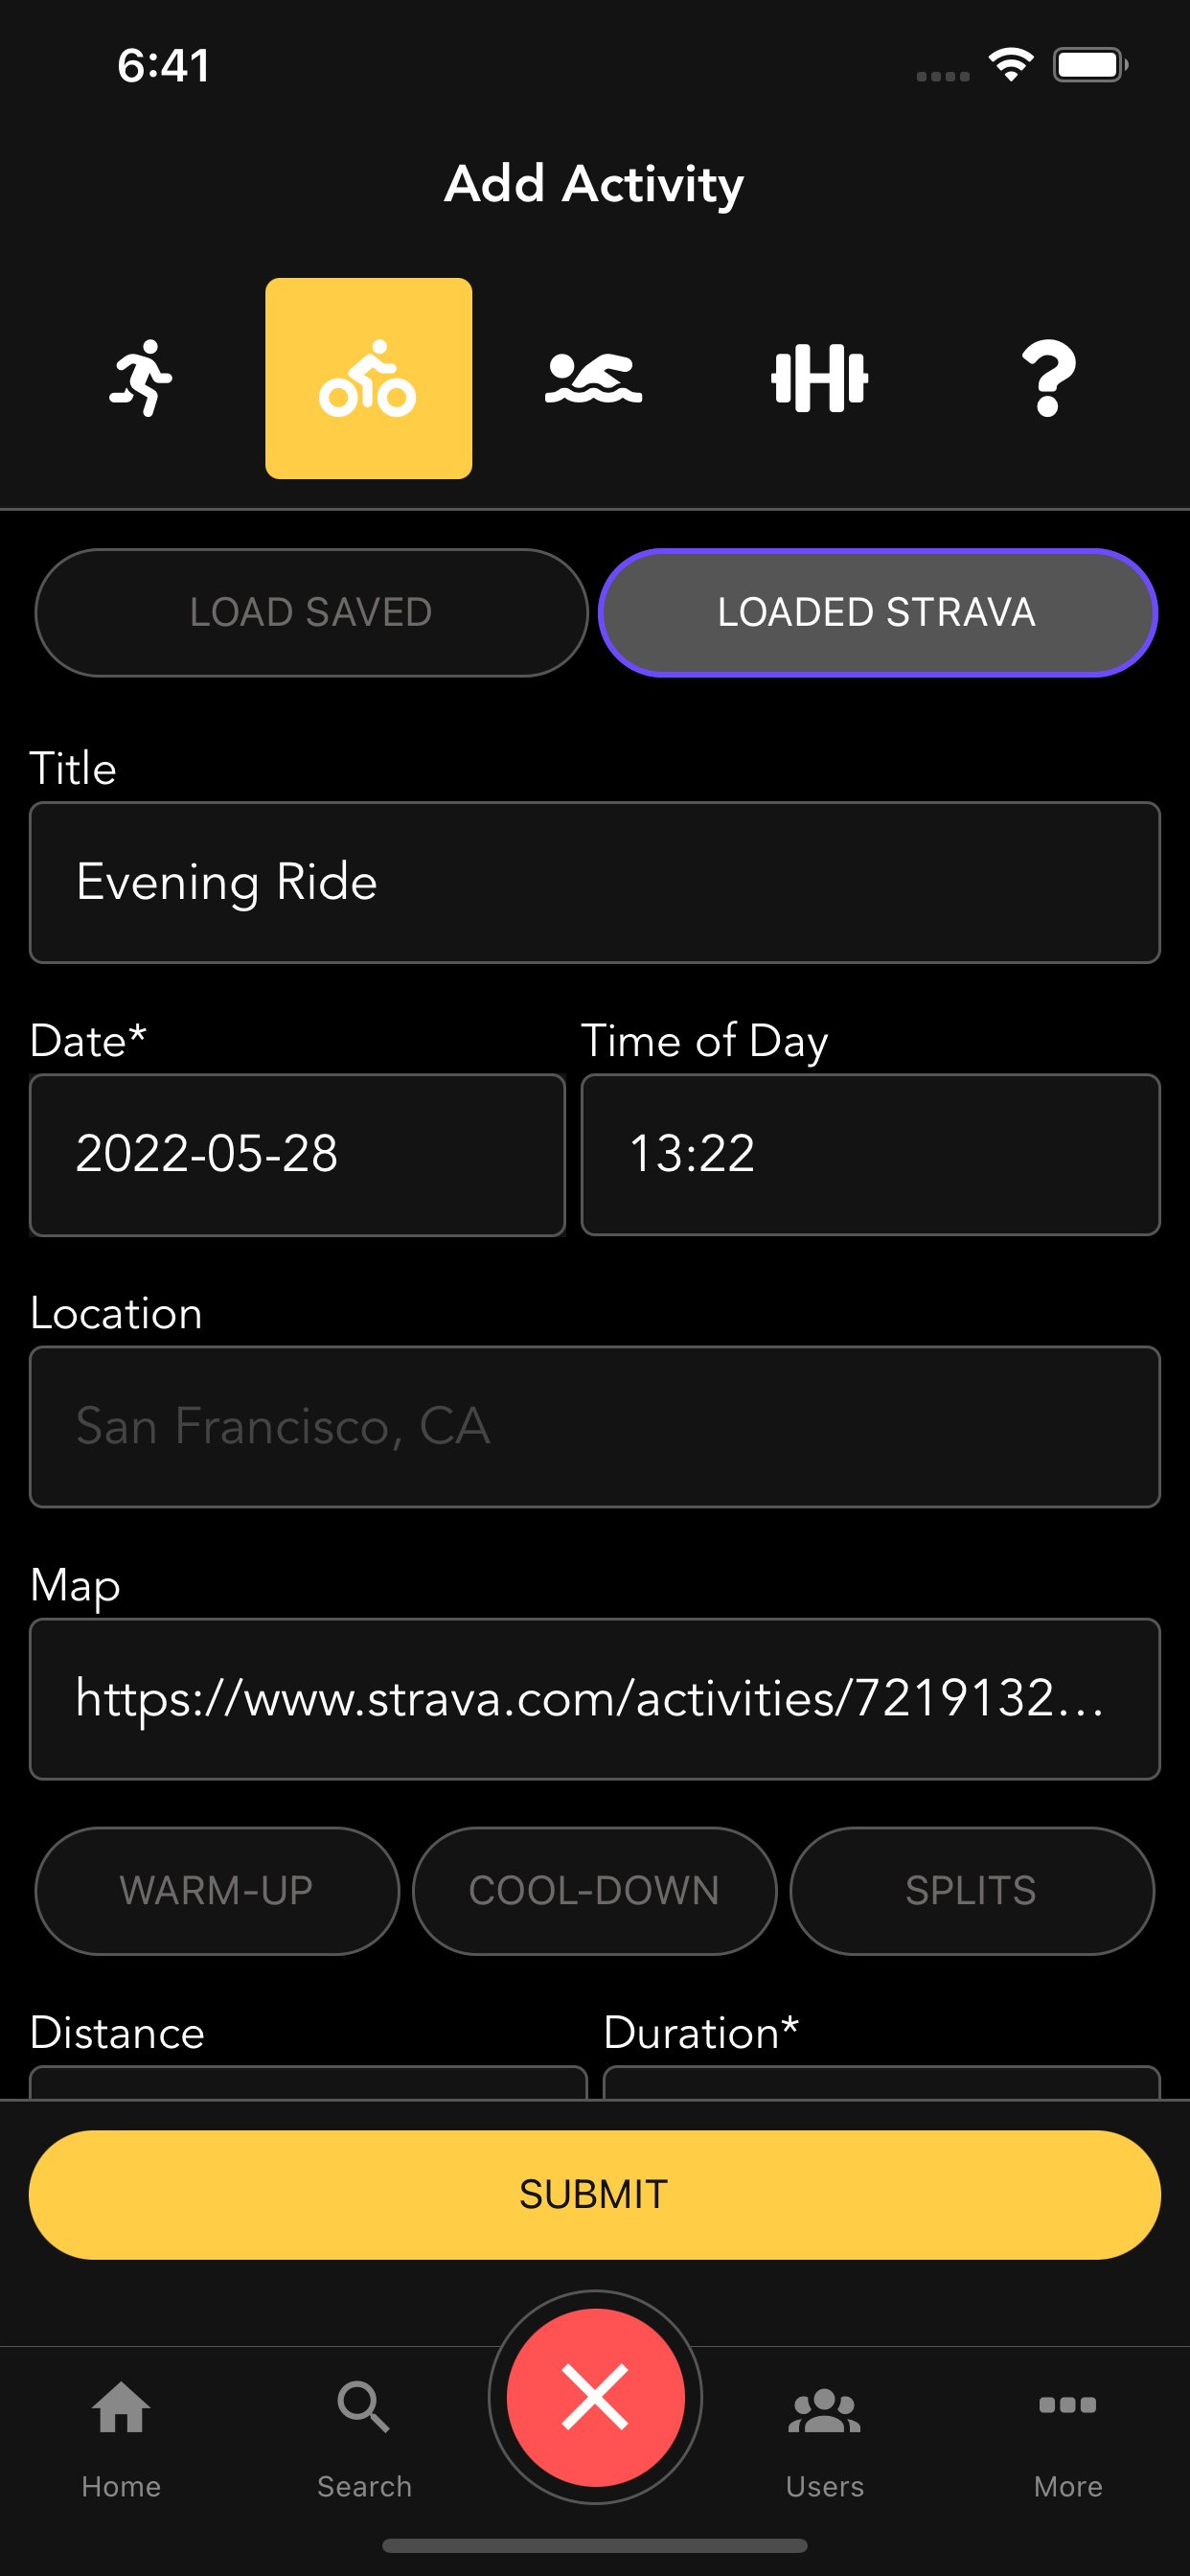 6:41
Add Activity
LOAD SAVED
LOADED STRAVA
Title
Evening Ride
Date*
Time of Day
2022-05-28
13:22
Location
San Francisco, CA
Map
https://www.strava.com/activities/7219132...
WARM-UP
COOL-DOWN
SPLITS
Distance
Duration*
SUBMIT
Home
Search
Users
More